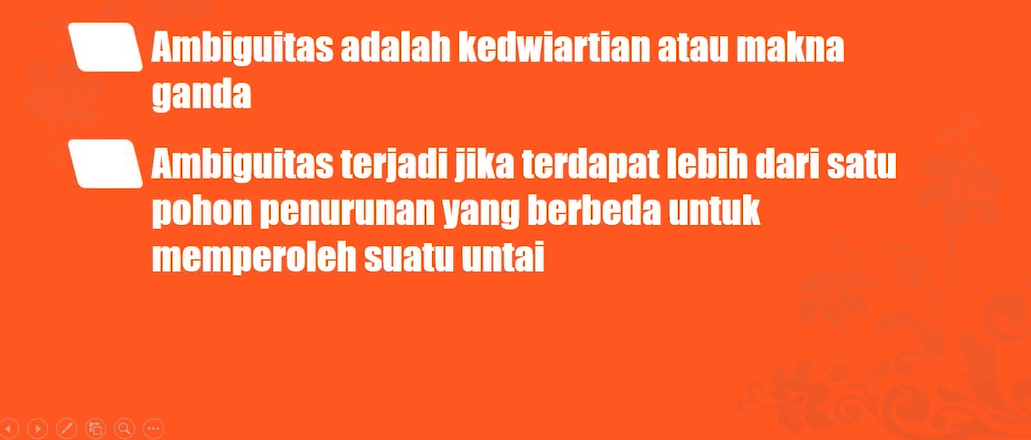 Ambiguitas adalah kedwiartian atau makna
ganda
Ambiguitas terjadi jika terdapat lebih dari satu
pohon penurunan yang berbeda untuk
memperoleh suatu untai